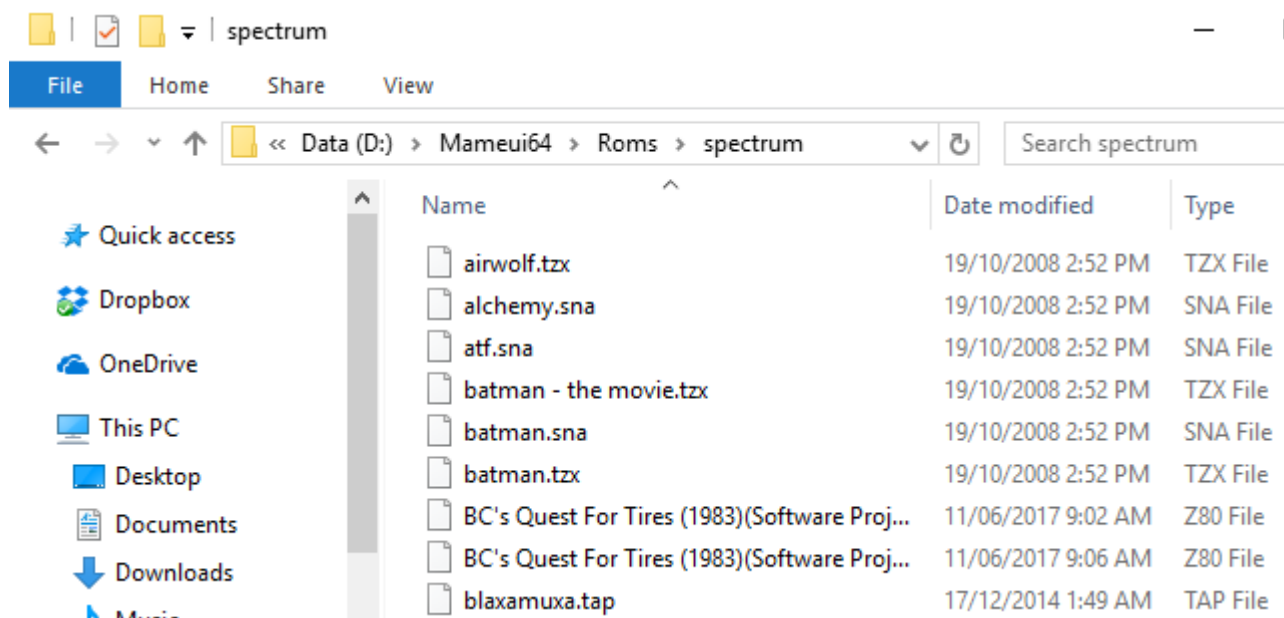 spectrum
File Home Share View
« Data (D:) > Mameui64 > Roms > spectrum Search spectrum
Name Date modified Type
Quick access
airwolf.tzx 19/10/2008 2:52 PM TZX File
Dropbox
alchemy.sna 19/10/2008 2:52 PM SNA File
atf.sna 19/10/2008 2:52 PM SNA File
OneDrive
batman - the movie.tzx 19/10/2008 2:52 PM TZX File
This PC
batman.sna 19/10/2008 2:52 PM SNA File
Desktop
batman.tzx 19/10/2008 2:52 PM TZX File
Documents
BC's Quest For Tires (1983)(Software Proj... 11/06/2017 9:02 AM Z80 File
Downloads
BC's Quest For Tires (1983)(Software Proj... 11/06/2017 9:06 AM Z80 File
Music
blaxamuxa.tap 17/12/2014 1:49 AM TAP File